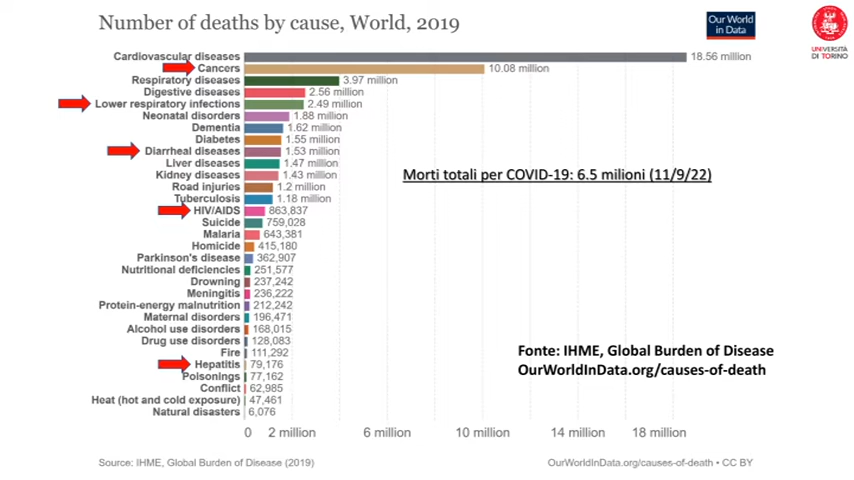 Number of deaths by cause, World, 2019
Our World
in Data
UNIVERSITÀ
DI TORINO
Cardiovascular diseases 18.56 million
Cancers 10.08 million
Respiratory diseases 3.97 million
Digestive diseases 2.56 million
Lower respiratory infections 2.49 million
Neonatal disorders 1.88 million
Dementia 1.62 million
Diabetes 1.55 million
Diarrheal diseases 1.53 million
Liver diseases 1.47 million
Kidney diseases 1.43 million
Road injuries 1.2 million
Tuberculosis 1.18 million
HIV/AIDS 863,837
Suicide 759,028
Malaria 643,381
Homicide 415,180
Parkinson's disease 362,907
Nutritional deficiencies 251,577
Drowning 237,242
Meningitis 236,222
Protein-energy malnutrition 212,242
Maternal disorders 196,471
Alcohol use disorders 168,015
Drug use disorders 128,083
Fire 111,292
Hepatitis 79,176
Poisonings 77,162
Conflict 62,985
Heat (hot and cold exposure) 47,461
Natural disasters 6,076
0 2 million 6 million 10 million 14 million 18 million
Morti totali per COVID-19: 6.5 milioni (11/9/22)
Fonte: IHME, Global Burden of Disease
OurWorldInData.org/causes-of-death
Source: IHME, Global Burden of Disease (2019)
OurWorldInData.org/causes-of-death • CC BY